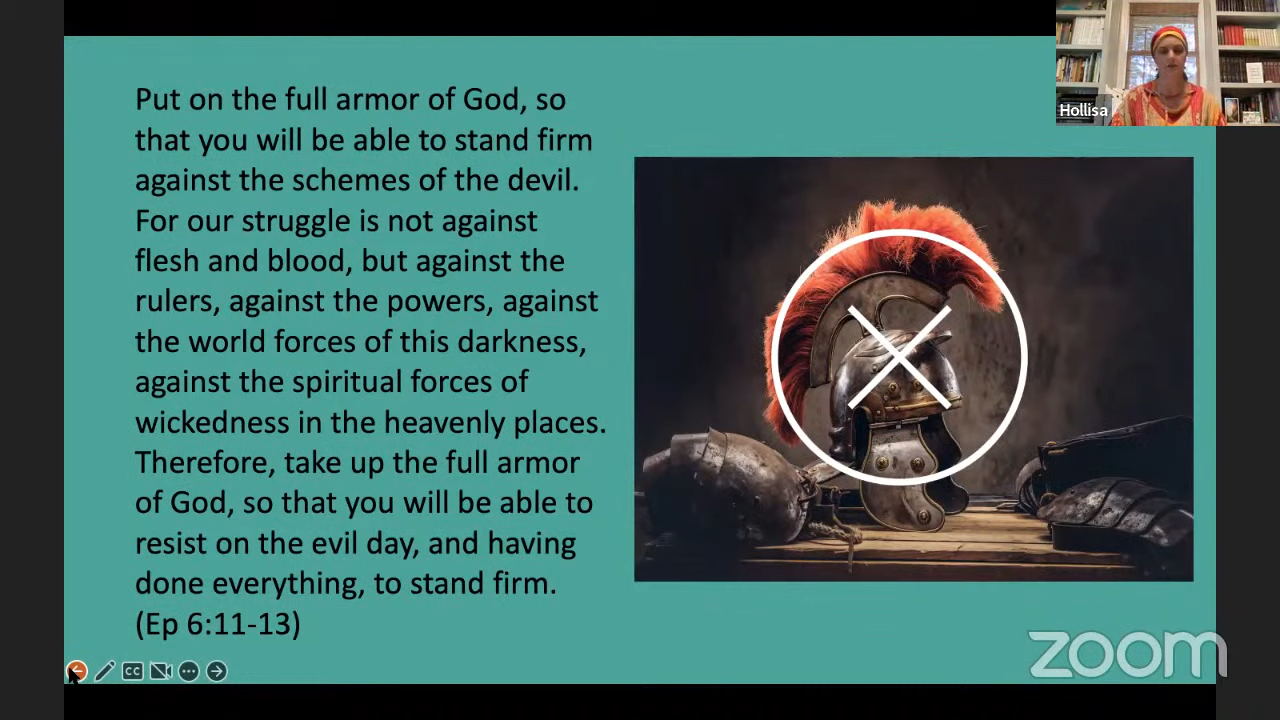 Put on the full armor of God, so
that you will be able to stand firm
against the schemes of the devil.
For our struggle is not against
flesh and blood, but against the
rulers, against the powers, against
the world forces of this darkness,
against the spiritual forces of
wickedness in the heavenly places.
Therefore, take up the full armor
of God, so that you will be able to
resist on the evil day, and having
done everything, to stand firm.
(Ep 6:11-13)
Hollisa
CC
zoom